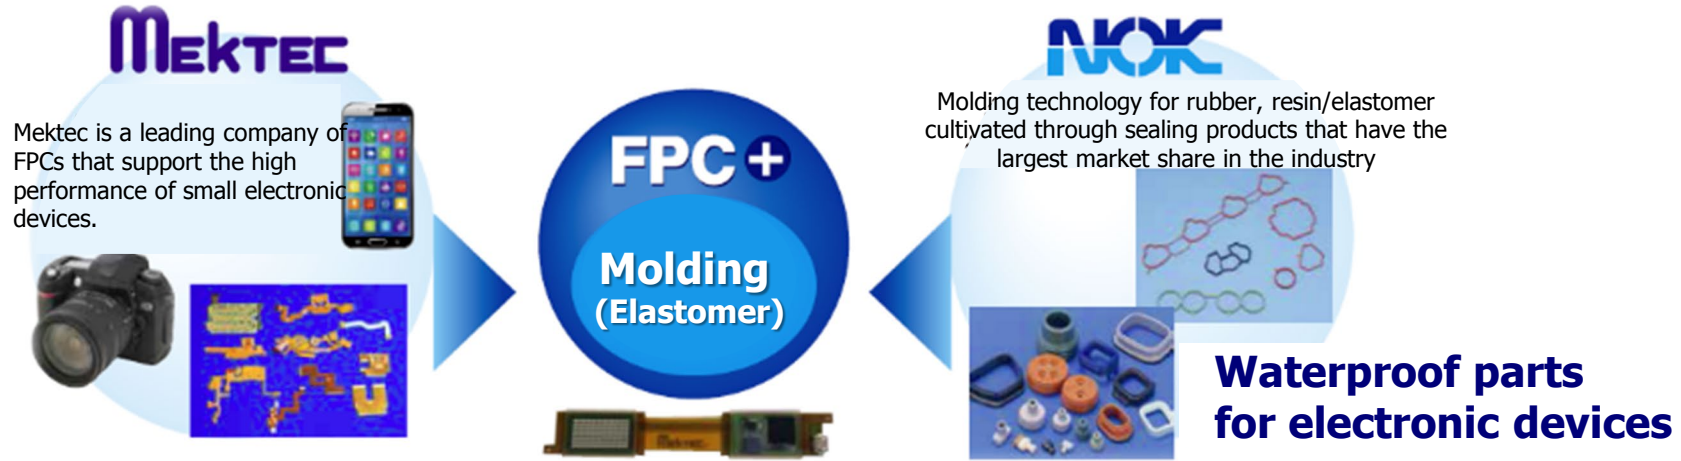 MEKTEC
Mektec is a leading company of
FPCs that support the high
performance of small electronic
devices.
FPC+
Molding
(Elastomer)
Mektec
NOK
Molding technology for rubber, resin/elastomer
cultivated through sealing products that have the
largest market share in the industry
Waterproof parts
for electronic devices